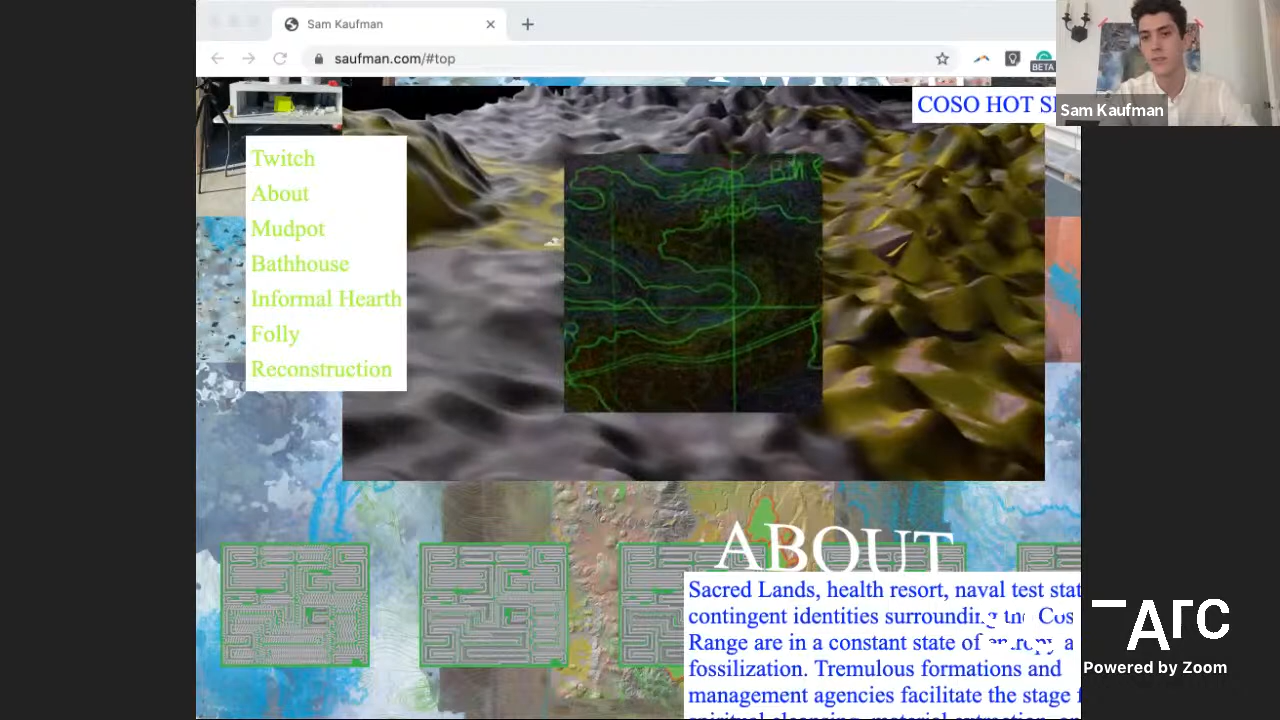 Sam Kaufman
saufman.com/#top
BETA
COSO HOT
Sam Kaufman
Twitch
About
Mudpot
Bathhouse
Informal Hearth
Folly
Reconstruction
ABOUT
Sacred Lands, health resort, naval test
contingent identities surrounding the
Range are in a constant state of entropy
fossilization. Tremulous formations and
management agencies facilitate the stage
arc
Powered by Zoom